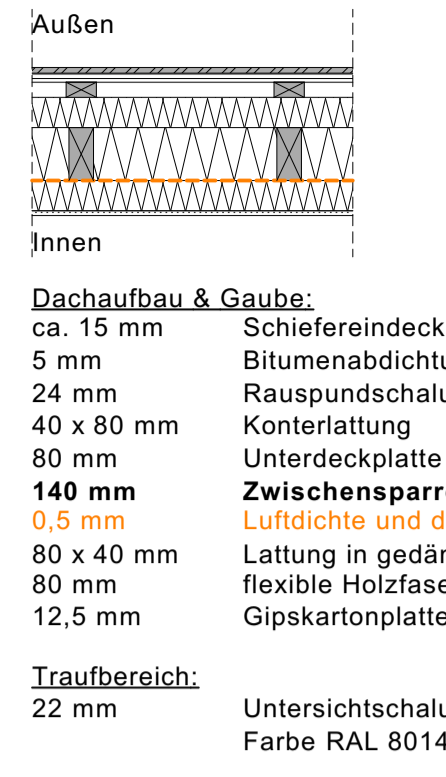 Außen
Innen
Dachaufbau & Gaube:
ca. 15 mm Schiefereindeck
5 mm Bitumenabdichtu
24 mm Rauspundschalu
40 x 80 mm Konterlattung
80 mm Unterdeckplatte
140 mm Zwischensparr
0,5 mm Luftdichte und d
80 x 40 mm Lattung in gedä
80 mm flexible Holzfase
12,5 mm Gipskartonplatte
Traufbereich:
22 mm Untersichtschalu
Farbe RAL 8014